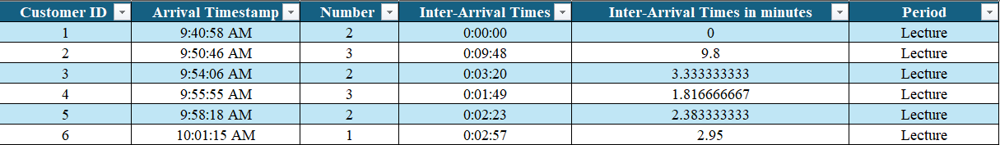 Customer ID Arrival Timestamp Number Inter-Arrival Times Inter-Arrival Times in minutes Period
1 9:40:58 AM 2 0:00:00 0 Lecture
2 9:50:46 AM 3 0:09:48 9.8 Lecture
3 9:54:06 AM 2 0:03:20 3.333333333 Lecture
4 9:55:55 AM 3 0:01:49 1.816666667 Lecture
5 9:58:18 AM 2 0:02:23 2.383333333 Lecture
6 10:01:15 AM 1 0:02:57 2.95 Lecture